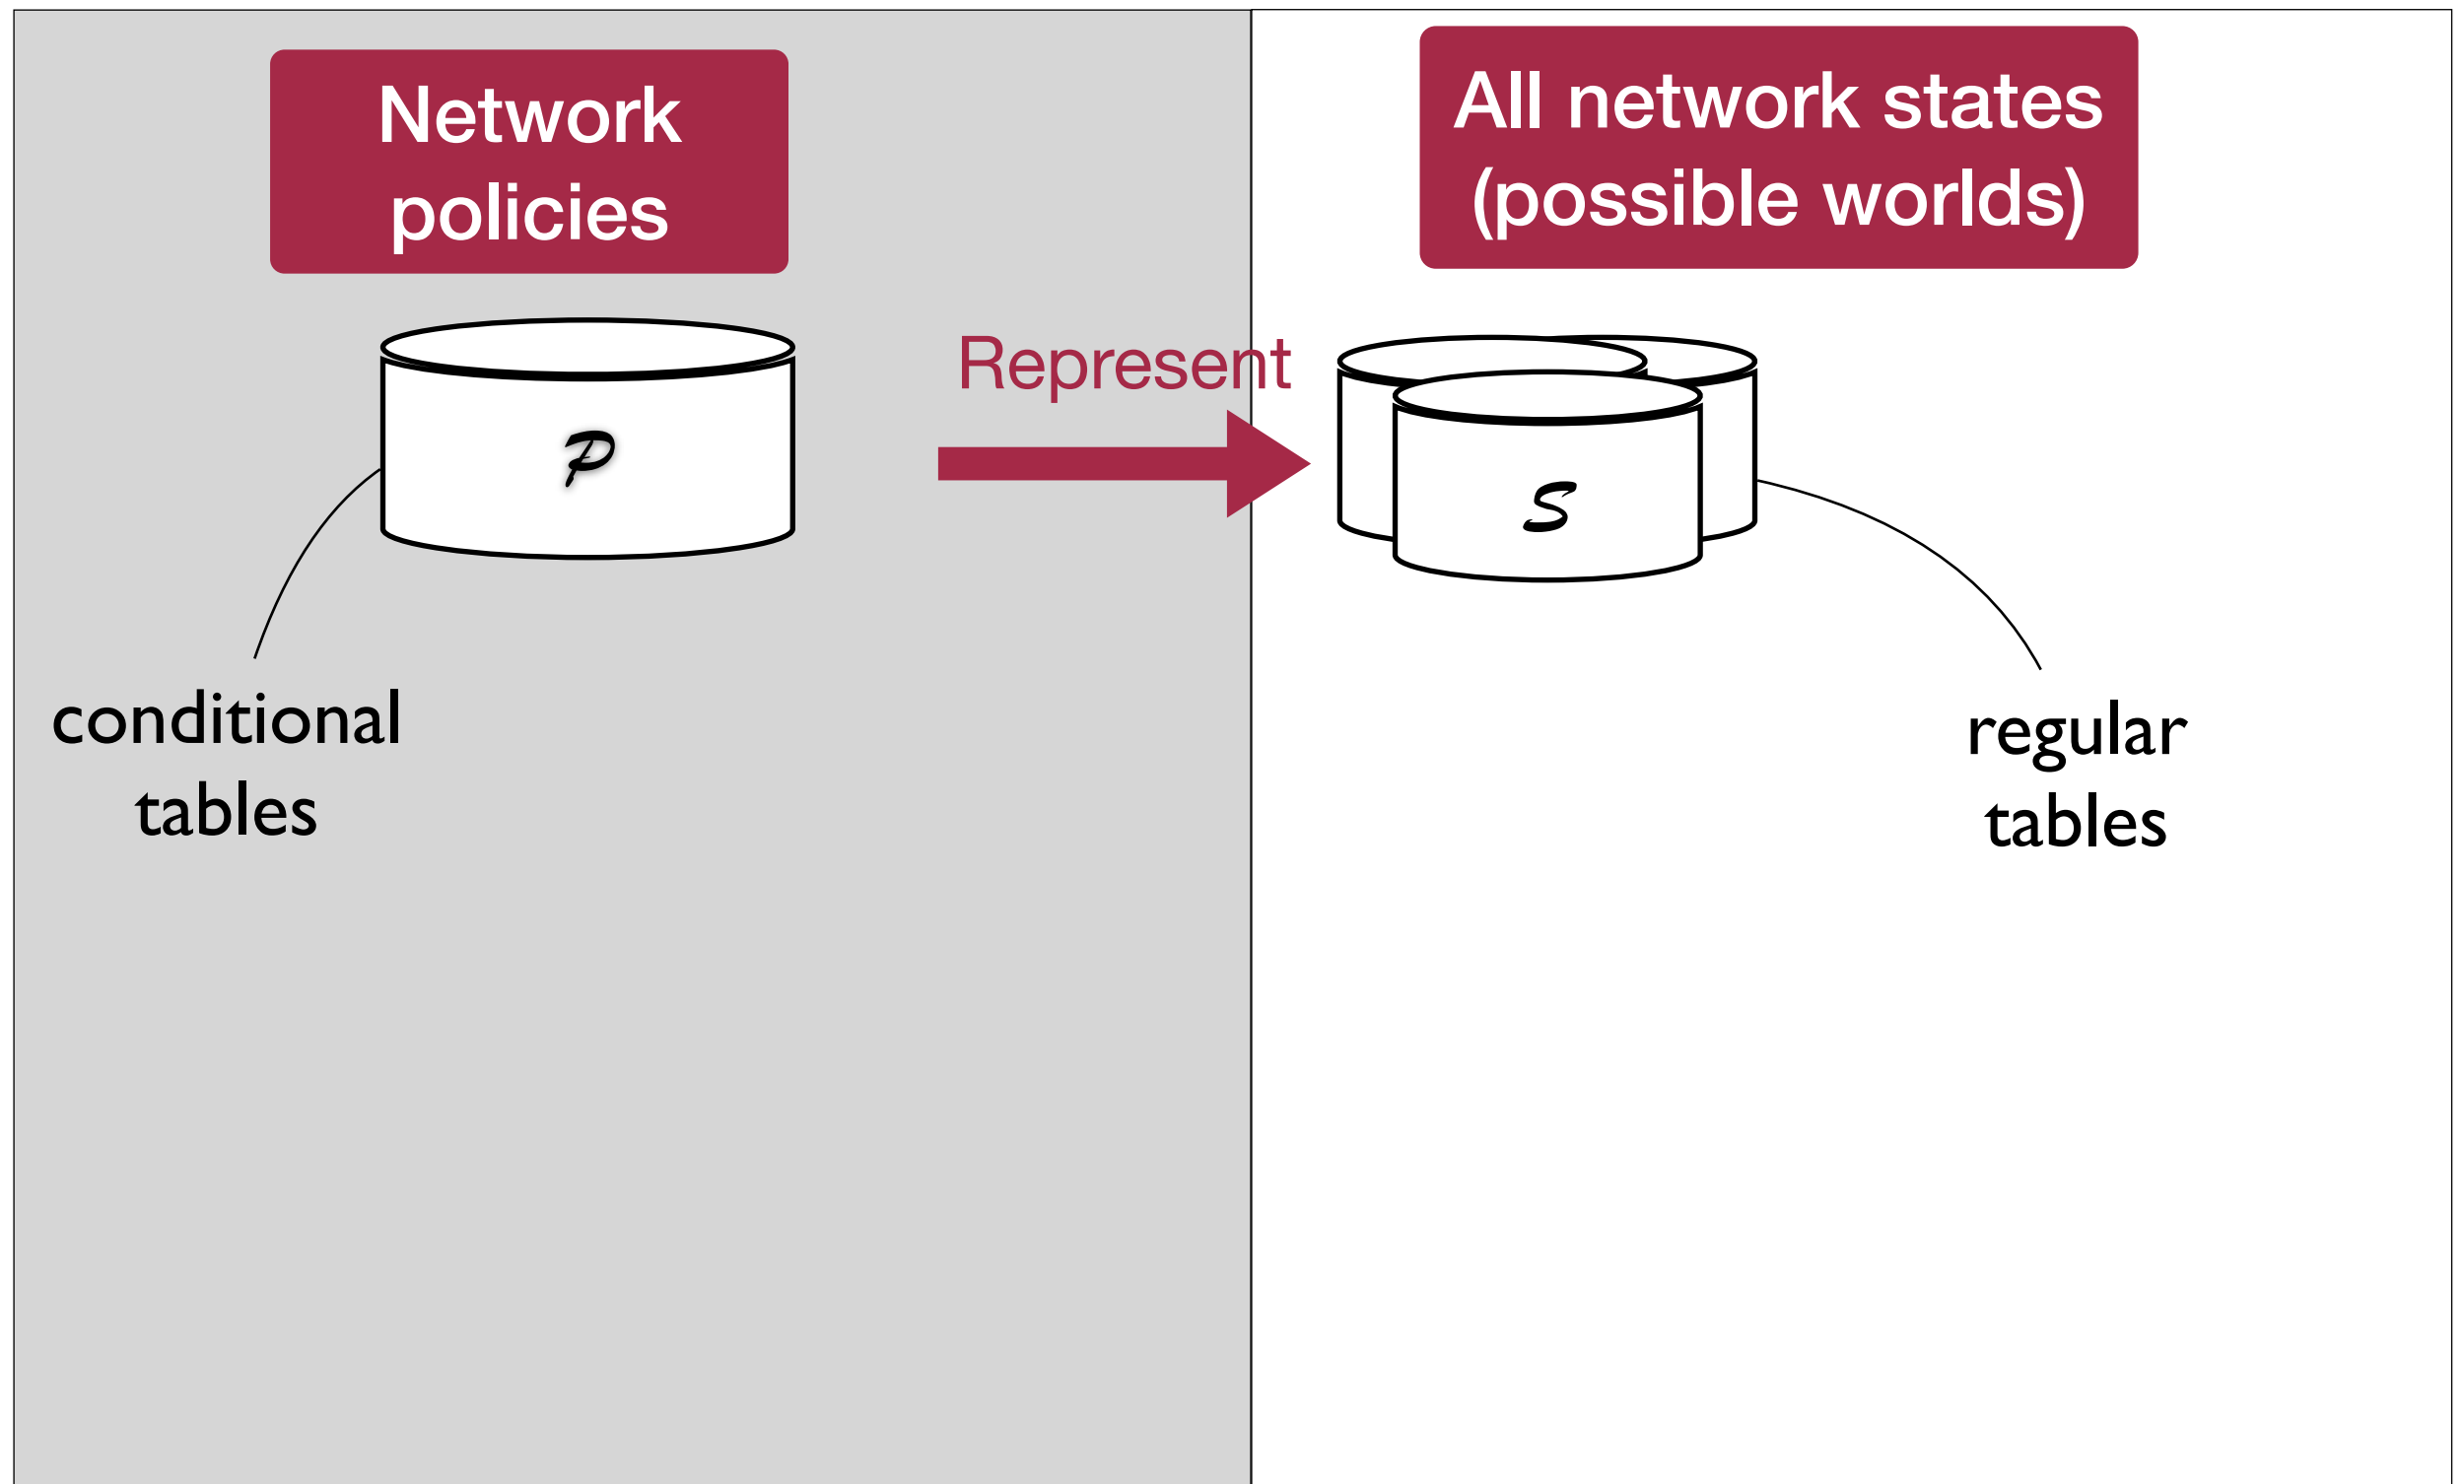 Network
policies
All network states
(possible worlds)
Represent
P
S
conditional
tables
regular
tables